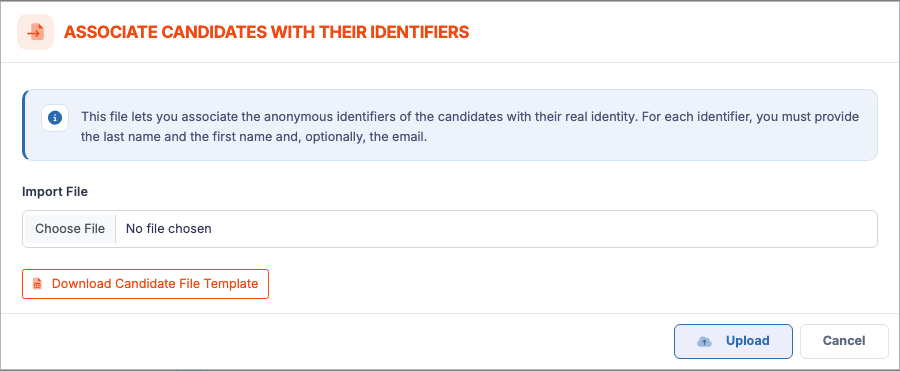 ASSOCIATE CANDIDATES WITH THEIR IDENTIFIERS
This file lets you associate the anonymous identifiers of the candidates with their real identity. For each identifier, you must provide
the last name and the first name and, optionally, the email.
Import File
Choose File No file chosen
Download Candidate File Template
Upload Cancel